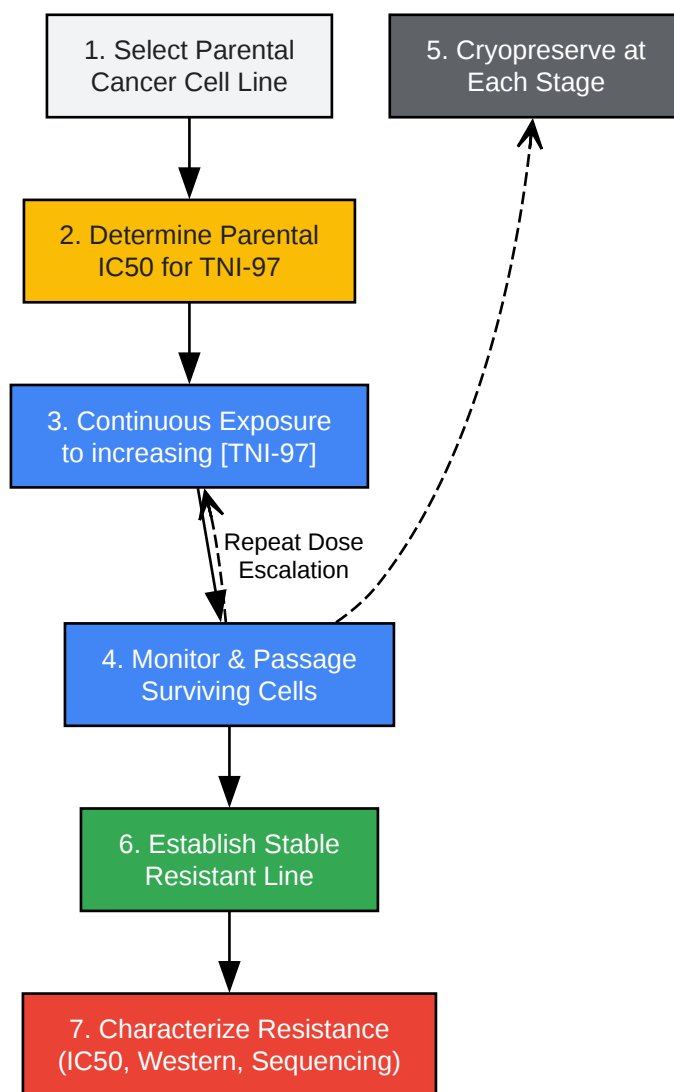 1. Select Parental
Cancer Cell Line
5. Cryopreserve at
Each Stage
2. Determine Parental
IC50 for TNI-97
3. Continuous Exposure
to increasing [TNI-97]
Repeat Dose
Escalation
4. Monitor & Passage
Surviving Cells
6. Establish Stable
Resistant Line
7. Characterize Resistance
(IC50, Western, Sequencing)